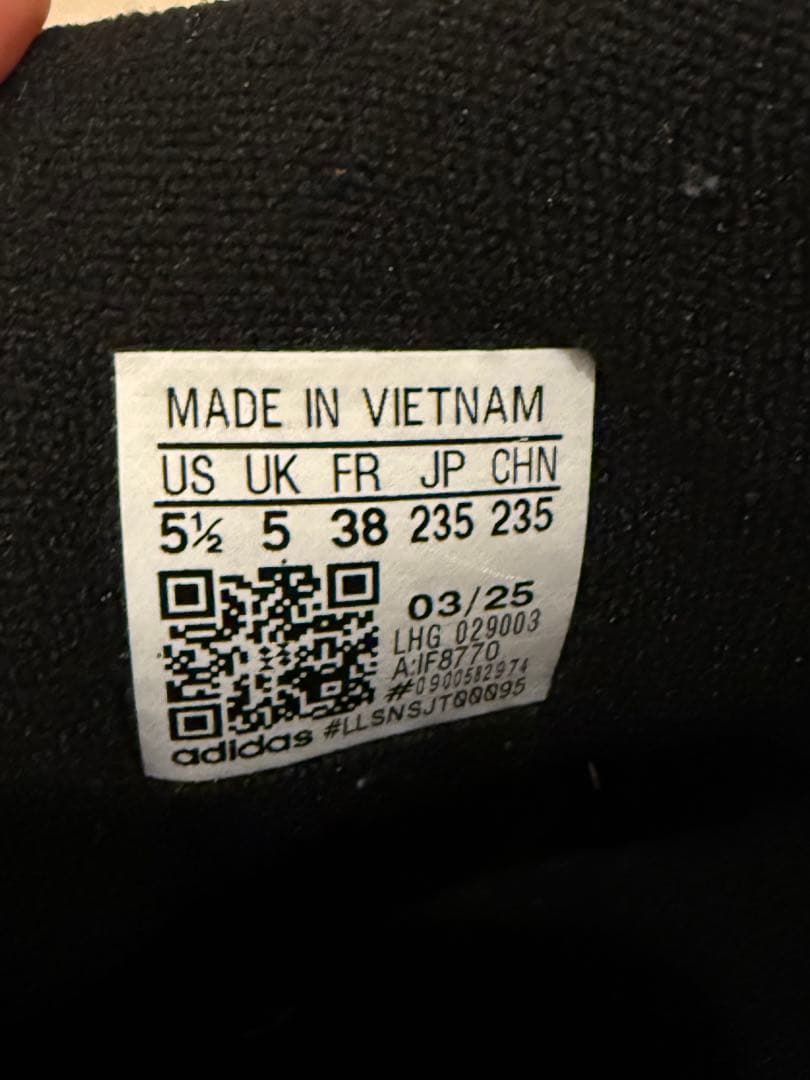 MADE IN VIETNAM
US UK FR JP CHN
5½ 5 38 235 235
03/25
LHG 029003
A:IF8770
#0900582974
#LLSNSJTQQQ95
adidas